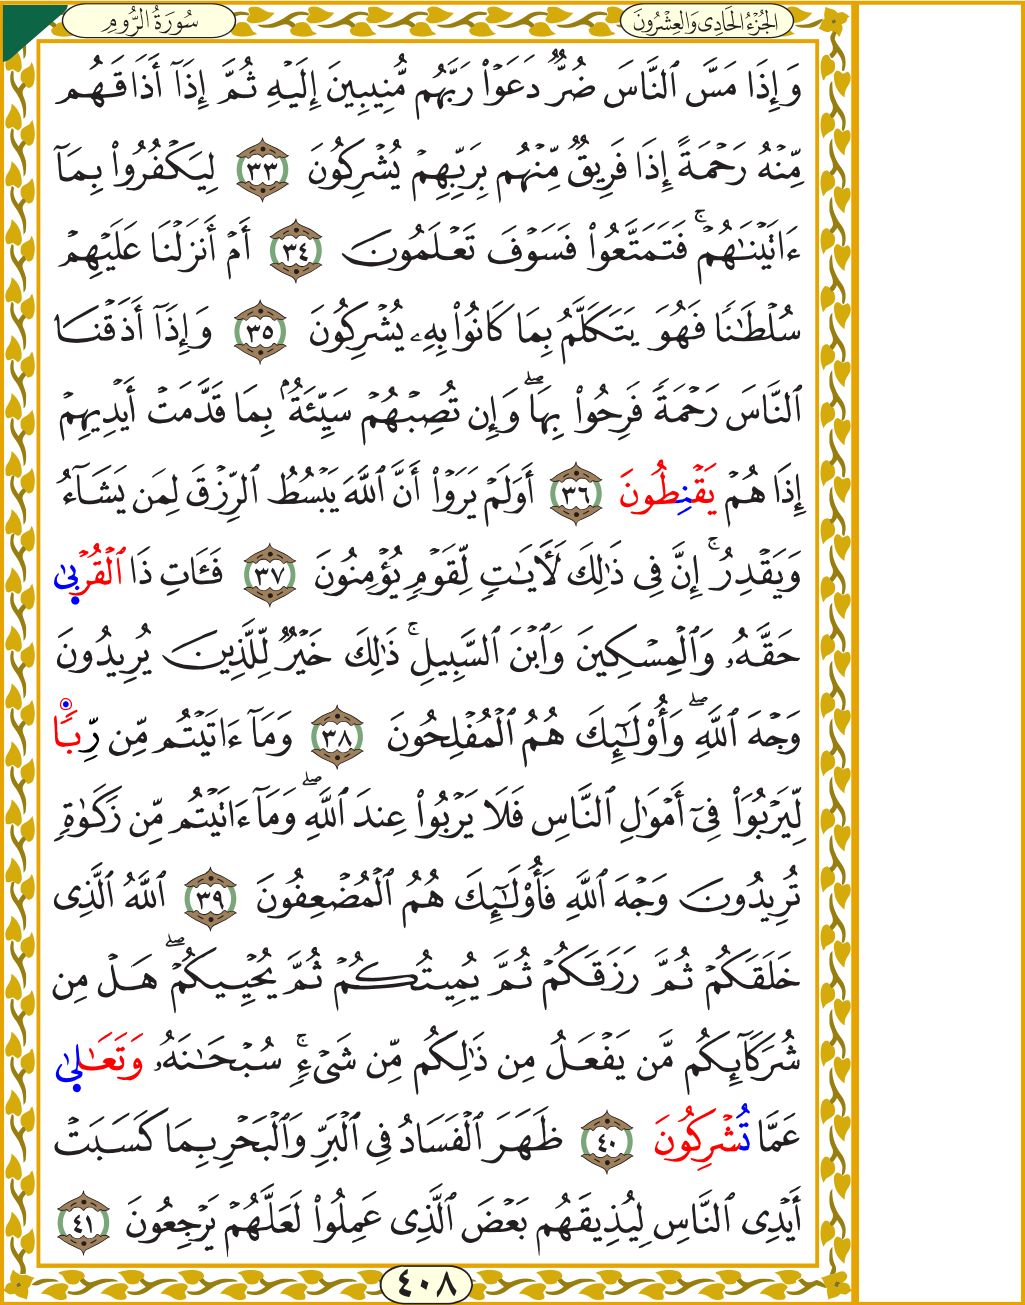 سُورَةُ الرُّومِ
الجُزْءُ الحَادِى وَالعِشْرُونَ
وَإِذَا مَسَّ ٱلنَّاسَ ضُرٌّ دَعَوْا۟ رَبَّهُم مُّنِيبِينَ إِلَيْهِ ثُمَّ إِذَآ أَذَاقَهُم
مِّنْهُ رَحْمَةً إِذَا فَرِيقٌ مِّنْهُم بِرَبِّهِمْ يُشْرِكُونَ ٣٣ لِيَكْفُرُوا۟ بِمَآ
ءَاتَيْنَـٰهُمْ ۚ فَتَمَتَّعُوا۟ فَسَوْفَ تَعْلَمُونَ ٣٤ أَمْ أَنزَلْنَا عَلَيْهِمْ
سُلْطَـٰنًا فَهُوَ يَتَكَلَّمُ بِمَا كَانُوا۟ بِهِۦ يُشْرِكُونَ ٣٥ وَإِذَآ أَذَقْنَا
ٱلنَّاسَ رَحْمَةً فَرِحُوا۟ بِهَا ۖ وَإِن تُصِبْهُمْ سَيِّئَةٌۢ بِمَا قَدَّمَتْ أَيْدِيهِمْ
إِذَا هُمْ يَقْنِطُونَ ٣٦ أَوَلَمْ يَرَوْا۟ أَنَّ ٱللَّهَ يَبْسُطُ ٱلرِّزْقَ لِمَن يَشَآءُ
وَيَقْدِرُ ۚ إِنَّ فِى ذَٰلِكَ لَـَٔايَـٰتٍ لِّقَوْمٍ يُؤْمِنُونَ ٣٧ فَـَٔاتِ ذَا ٱلْقُرْبىٰ
حَقَّهُۥ وَٱلْمِسْكِينَ وَٱبْنَ ٱلسَّبِيلِ ۚ ذَٰلِكَ خَيْرٌ لِّلَّذِينَ يُرِيدُونَ
وَجْهَ ٱللَّهِ ۖ وَأُو۟لَـٰٓئِكَ هُمُ ٱلْمُفْلِحُونَ ٣٨ وَمَآ ءَاتَيْتُم مِّن رِّبًا
لِّيَرْبُوَا۟ فِىٓ أَمْوَٰلِ ٱلنَّاسِ فَلَا يَرْبُوا۟ عِندَ ٱللَّهِ ۖ وَمَآ ءَاتَيْتُم مِّن زَكَوٰةٍ
تُرِيدُونَ وَجْهَ ٱللَّهِ فَأُو۟لَـٰٓئِكَ هُمُ ٱلْمُضْعِفُونَ ٣٩ ٱللَّهُ ٱلَّذِى
خَلَقَكُمْ ثُمَّ رَزَقَكُمْ ثُمَّ يُمِيتُكُمْ ثُمَّ يُحْيِيكُمْ ۖ هَلْ مِن
شُرَكَآئِكُم مَّن يَفْعَلُ مِن ذَٰلِكُم مِّن شَىْءٍ ۚ سُبْحَـٰنَهُۥ وَتَعَـٰلىٰ
عَمَّا تُشْرِكُونَ ٤٠ ظَهَرَ ٱلْفَسَادُ فِى ٱلْبَرِّ وَٱلْبَحْرِ بِمَا كَسَبَتْ
أَيْدِى ٱلنَّاسِ لِيُذِيقَهُم بَعْضَ ٱلَّذِى عَمِلُوا۟ لَعَلَّهُمْ يَرْجِعُونَ ٤١
٤٠٨